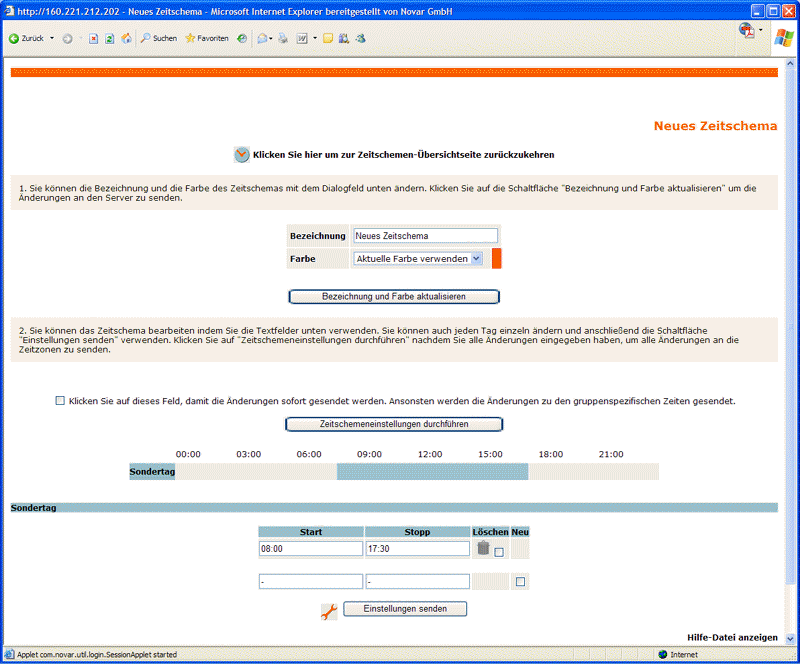 http://160.221.212.202 - Neues Zeitschema - Microsoft Internet Explorer bereitgestellt von Novar GmbH
Zurück Suchen Favoriten
Neues Zeitschema
Klicken Sie hier um zur Zeitschemen-Übersichtseite zurückzukehren
1. Sie können die Bezeichnung und die Farbe des Zeitschemas mit dem Dialogfeld unten ändern. Klicken Sie auf die Schaltfläche "Bezeichnung und Farbe aktualisieren" um die
Änderungen an den Server zu senden.
Bezeichnung Neues Zeitschema
Farbe Aktuelle Farbe verwenden
Bezeichnung und Farbe aktualisieren
2. Sie können das Zeitschema bearbeiten indem Sie die Textfelder unten verwenden. Sie können auch jeden Tag einzeln ändern und anschließend die Schaltfläche
"Einstellungen senden" verwenden. Klicken Sie auf "Zeitschemeneinstellungen durchführen" nachdem Sie alle Änderungen eingegeben haben, um alle Änderungen an die
Zeitzonen zu senden.
Klicken Sie auf dieses Feld, damit die Änderungen sofort gesendet werden. Ansonsten werden die Änderungen zu den gruppenspezifischen Zeiten gesendet.
Zeitschemeneinstellungen durchführen
00:00 03:00 06:00 09:00 12:00 15:00 18:00 21:00
Sondertag
Sondertag
Start Stopp Löschen Neu
08:00 17:30
- -
Einstellungen senden
Hilfe-Datei anzeigen
Applet com.novar.util.login.SessionApplet started Internet